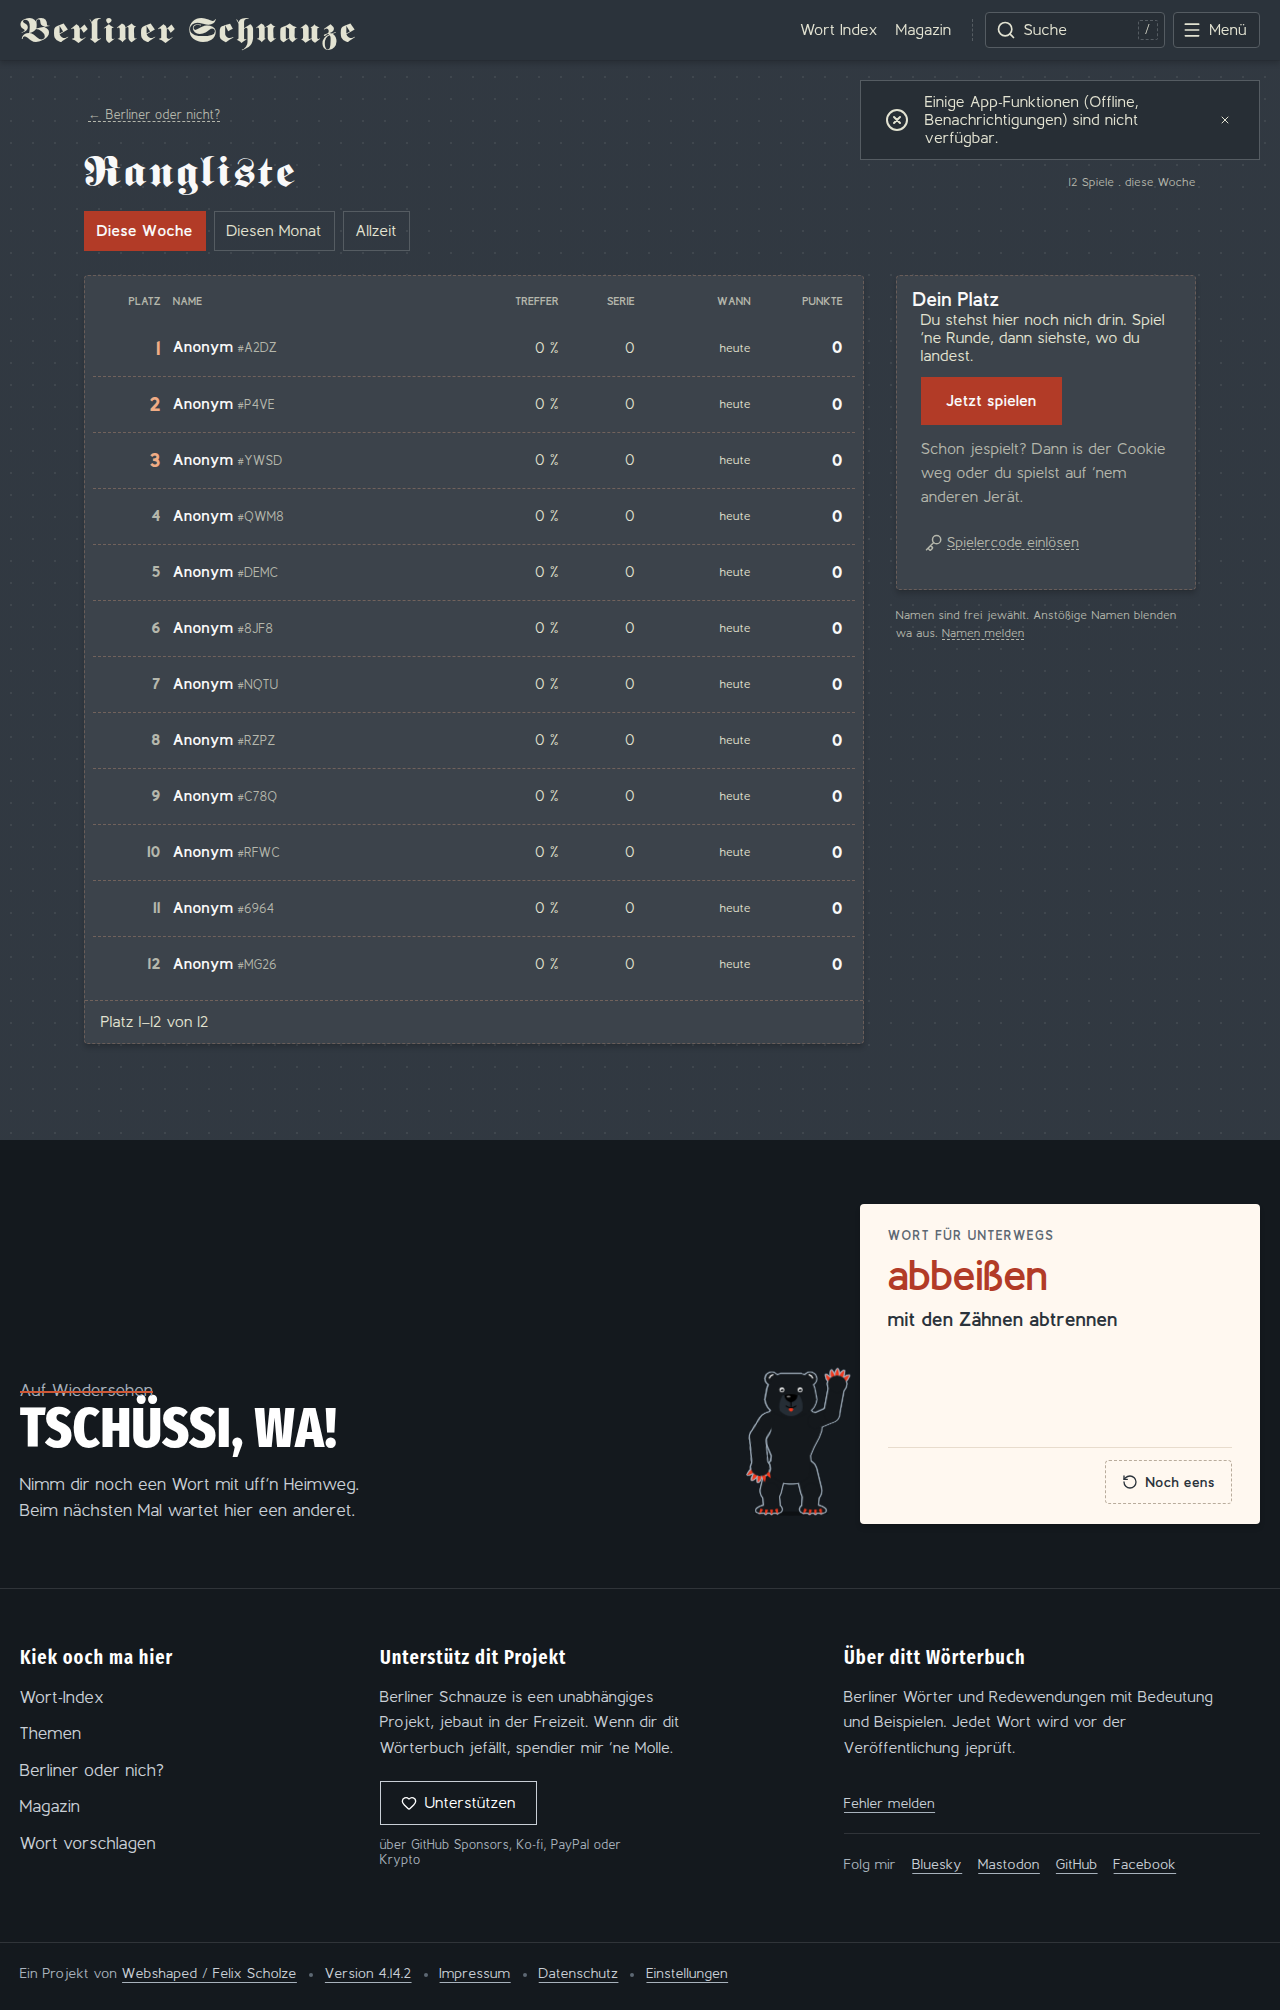 Berliner Schnauze
Wort Index Magazin Suche / Menü
← Berliner oder nicht?
Einige App-Funktionen (Offline,
Benachrichtigungen) sind nicht
verfügbar.
Rangliste
12 Spiele . diese Woche
Diese Woche Diesen Monat Allzeit
PLATZ NAME TREFFER SERIE WANN PUNKTE
1 Anonym #A2DZ 0 % 0 heute 0
2 Anonym #P4VE 0 % 0 heute 0
3 Anonym #YWSD 0 % 0 heute 0
4 Anonym #QWM8 0 % 0 heute 0
5 Anonym #DEMC 0 % 0 heute 0
6 Anonym #8JF8 0 % 0 heute 0
7 Anonym #NQTU 0 % 0 heute 0
8 Anonym #RZPZ 0 % 0 heute 0
9 Anonym #C78Q 0 % 0 heute 0
10 Anonym #RFWC 0 % 0 heute 0
11 Anonym #6964 0 % 0 heute 0
12 Anonym #MG26 0 % 0 heute 0
Platz 1–12 von 12
Dein Platz
Du stehst hier noch nich drin. Spiel
'ne Runde, dann siehste, wo du
landest.
Jetzt spielen
Schon jespielt? Dann is der Cookie
weg oder du spielst auf 'nem
anderen Jerät.
Spielercode einlösen
Namen sind frei jewählt. Anstößige Namen blenden
wa aus. Namen melden
Auf Wiedersehen
TSCHÜSSI, WA!
Nimm dir noch een Wort mit uff'n Heimweg.
Beim nächsten Mal wartet hier een anderet.
WORT FÜR UNTERWEGS
abbeißen
mit den Zähnen abtrennen
Noch eens
Kiek ooch ma hier
Wort-Index
Themen
Berliner oder nich?
Magazin
Wort vorschlagen
Unterstütz dit Projekt
Berliner Schnauze is een unabhängiges
Projekt, jebaut in der Freizeit. Wenn dir dit
Wörterbuch jefällt, spendier mir 'ne Molle.
Unterstützen
über GitHub Sponsors, Ko-fi, PayPal oder
Krypto
Über ditt Wörterbuch
Berliner Wörter und Redewendungen mit Bedeutung
und Beispielen. Jedet Wort wird vor der
Veröffentlichung jeprüft.
Fehler melden
Folg mir Bluesky Mastodon GitHub Facebook
Ein Projekt von Webshaped / Felix Scholze • Version 4.14.2 • Impressum • Datenschutz • Einstellungen